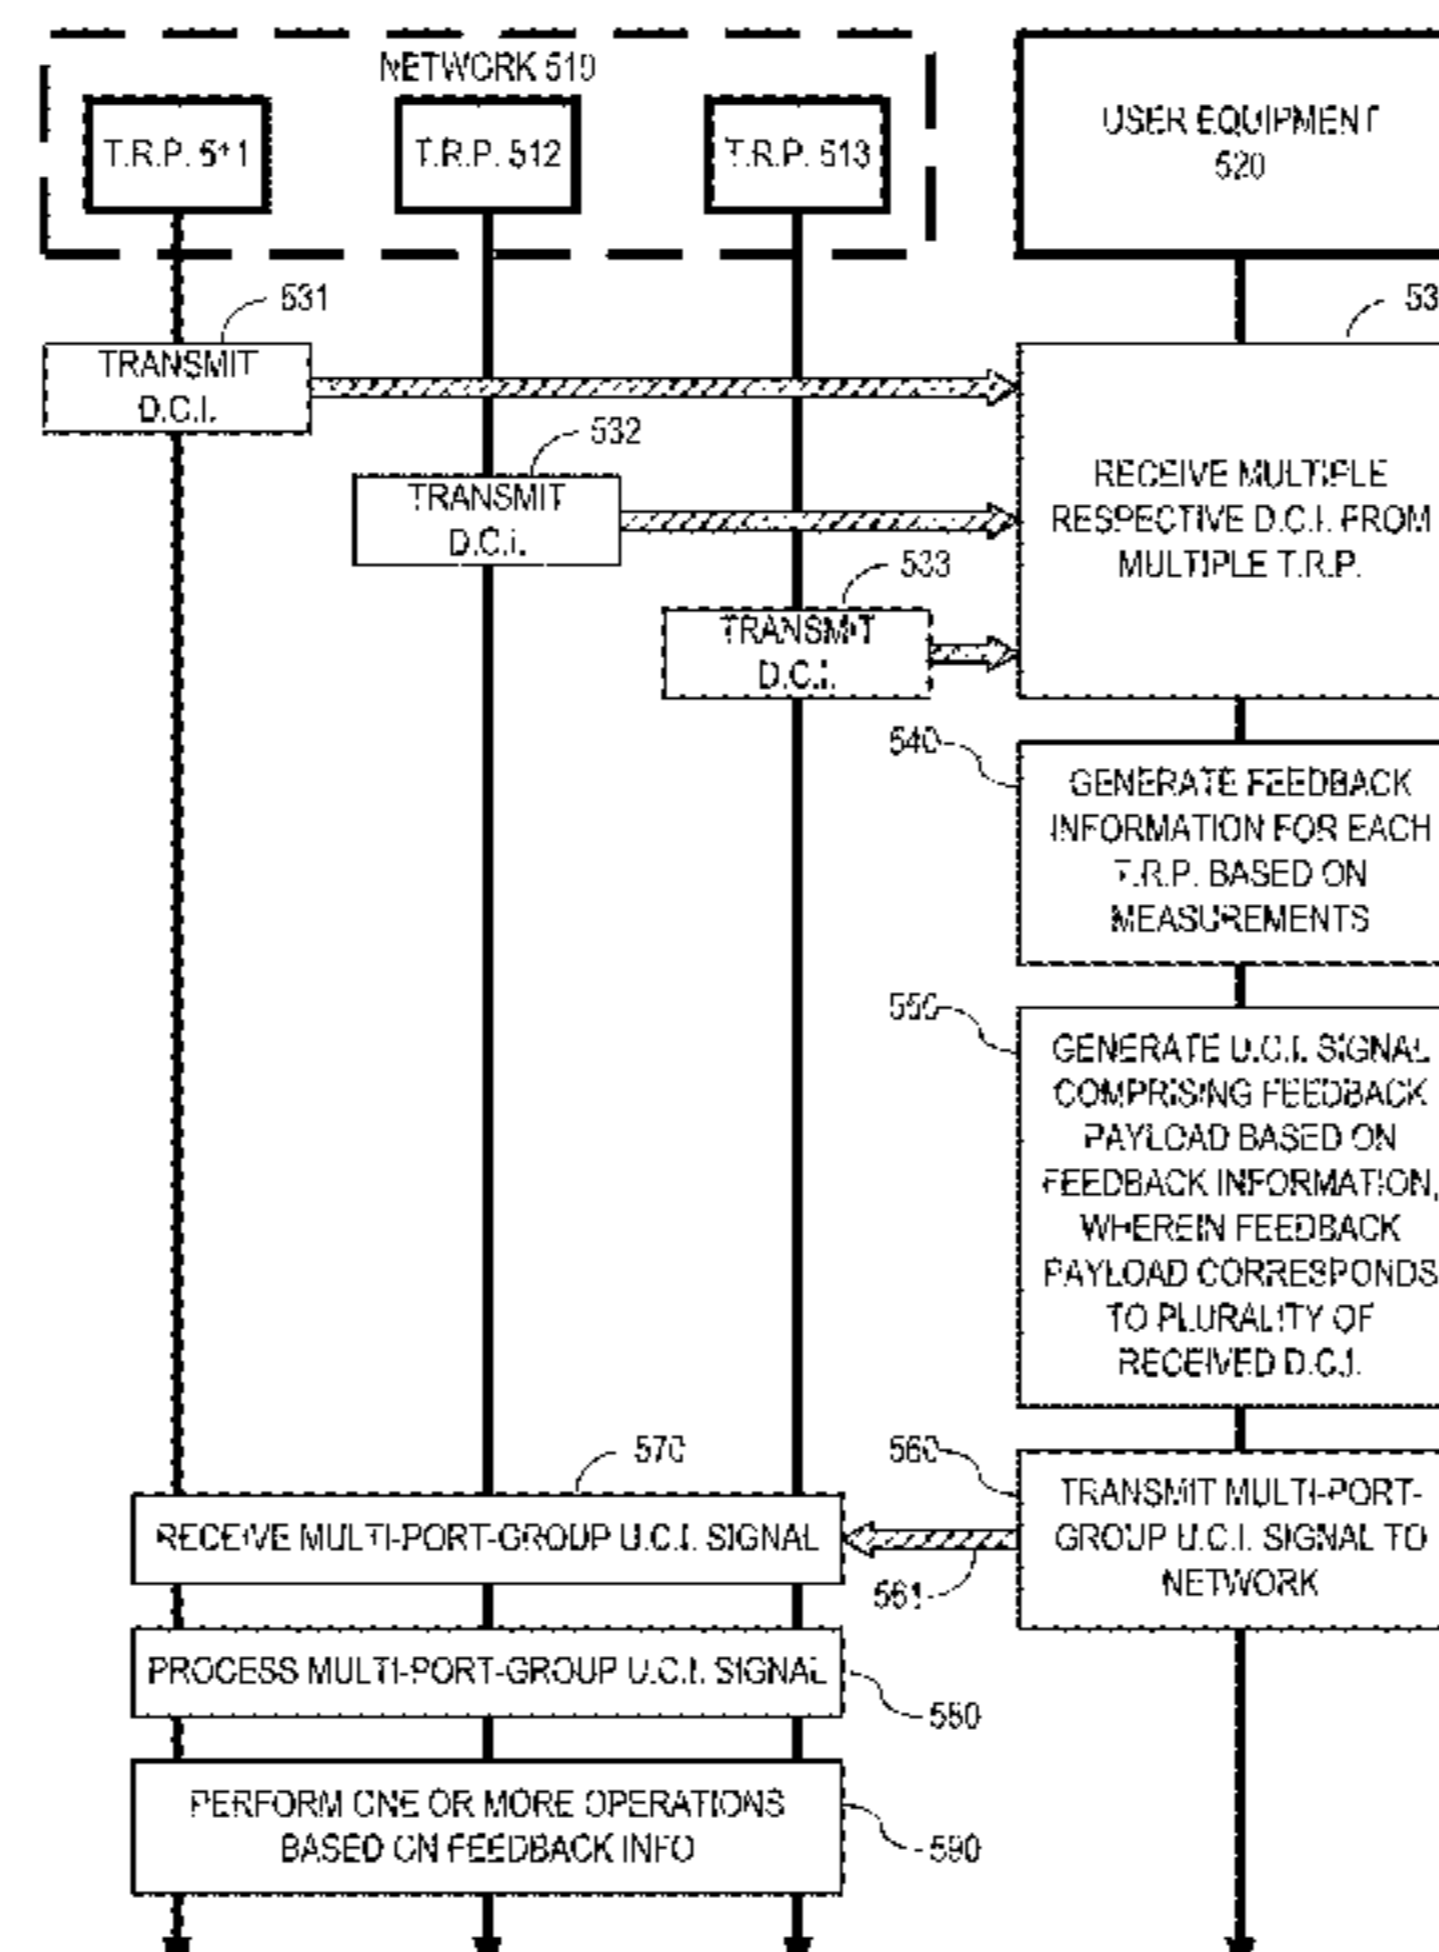 NETWORK 510
T.R.P. 511
T.R.P. 512
T.R.P. 513
USER EQUIPMENT
520
531
TRANSMIT
D.C.I.
532
TRANSMIT
D.C.I.
533
TRANSMIT
D.C.I.
RECEIVE MULTIPLE
RESPECTIVE D.C.I. FROM
MULTIPLE T.R.P.
540
GENERATE FEEDBACK
INFORMATION FOR EACH
T.R.P. BASED ON
MEASUREMENTS
550
GENERATE U.C.I. SIGNAL
COMPRISING FEEDBACK
PAYLOAD BASED ON
FEEDBACK INFORMATION,
WHEREIN FEEDBACK
PAYLOAD CORRESPONDS
TO PLURALITY OF
RECEIVED D.C.I.
560
TRANSMIT MULTI-PORT-
GROUP U.C.I. SIGNAL TO
NETWORK
561
570
RECEIVE MULTI-PORT-GROUP U.C.I. SIGNAL
PROCESS MULTI-PORT-GROUP U.C.I. SIGNAL
580
PERFORM ONE OR MORE OPERATIONS
BASED ON FEEDBACK INFO
590